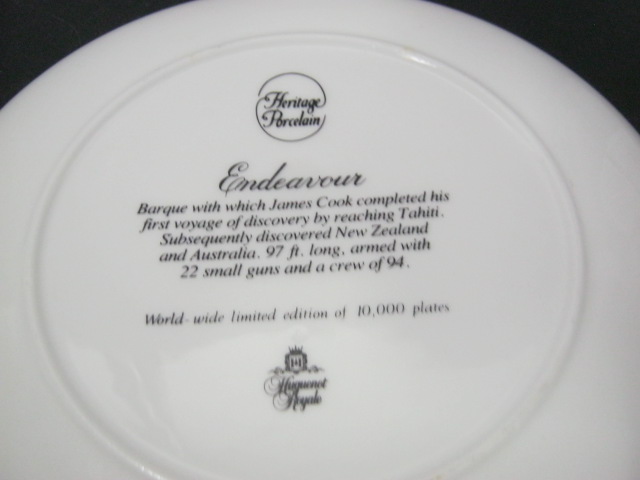 Heritage
Porcelain
Endeavour
Barque with which James Cook completed his
first voyage of discovery by reaching Tahiti.
Subsequently discovered New Zealand
and Australia. 97 ft. long, armed with
22 small guns and a crew of 94.
World-wide limited edition of 10,000 plates
H
Huguenot
Royale